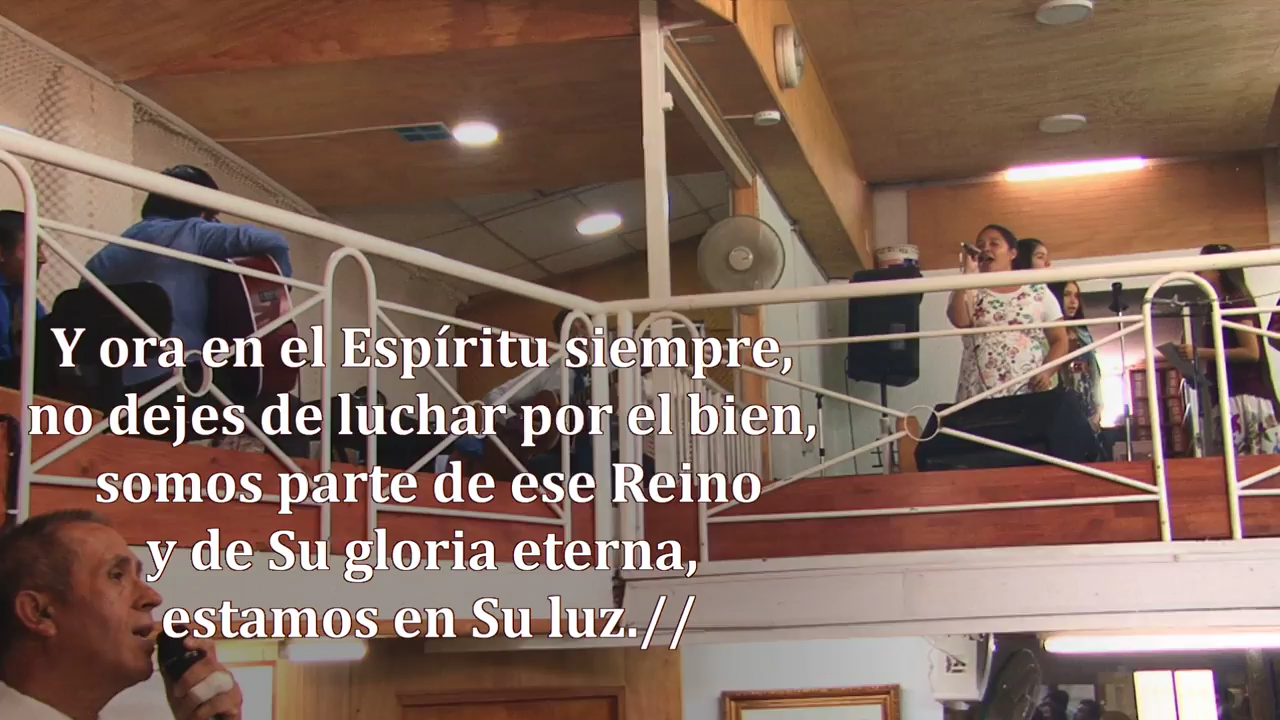 Y ora en el Espíritu siempre,
no dejes de luchar por el bien,
somos parte de ese Reino
y de Su gloria eterna,
estamos en Su luz.//